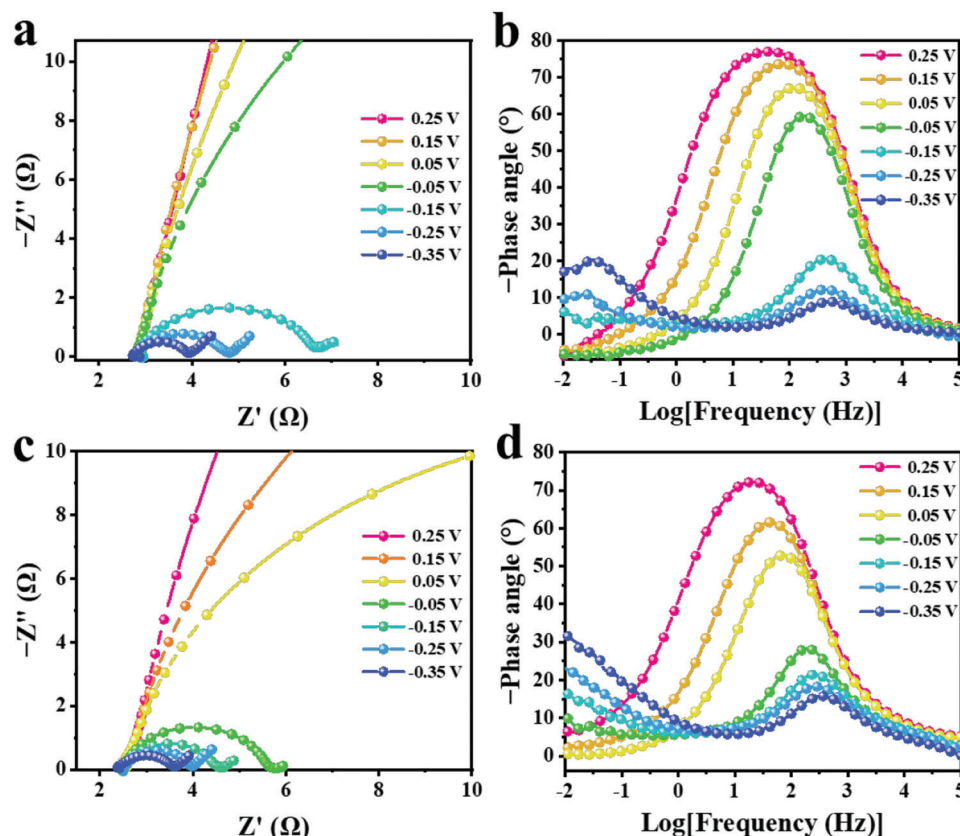 a
−Z'' (Ω)
10
8
6
4
2
0
2 4 6 8 10
Z' (Ω)
0.25 V
0.15 V
0.05 V
-0.05 V
-0.15 V
-0.25 V
-0.35 V
b
−Phase angle (°)
80
70
60
50
40
30
20
10
0
-2 -1 0 1 2 3 4 5
Log[Frequency (Hz)]
0.25 V
0.15 V
0.05 V
-0.05 V
-0.15 V
-0.25 V
-0.35 V
c
−Z'' (Ω)
10
8
6
4
2
0
2 4 6 8 10
Z' (Ω)
0.25 V
0.15 V
0.05 V
-0.05 V
-0.15 V
-0.25 V
-0.35 V
d
−Phase angle (°)
80
70
60
50
40
30
20
10
0
-2 -1 0 1 2 3 4 5
Log[Frequency (Hz)]
0.25 V
0.15 V
0.05 V
-0.05 V
-0.15 V
-0.25 V
-0.35 V